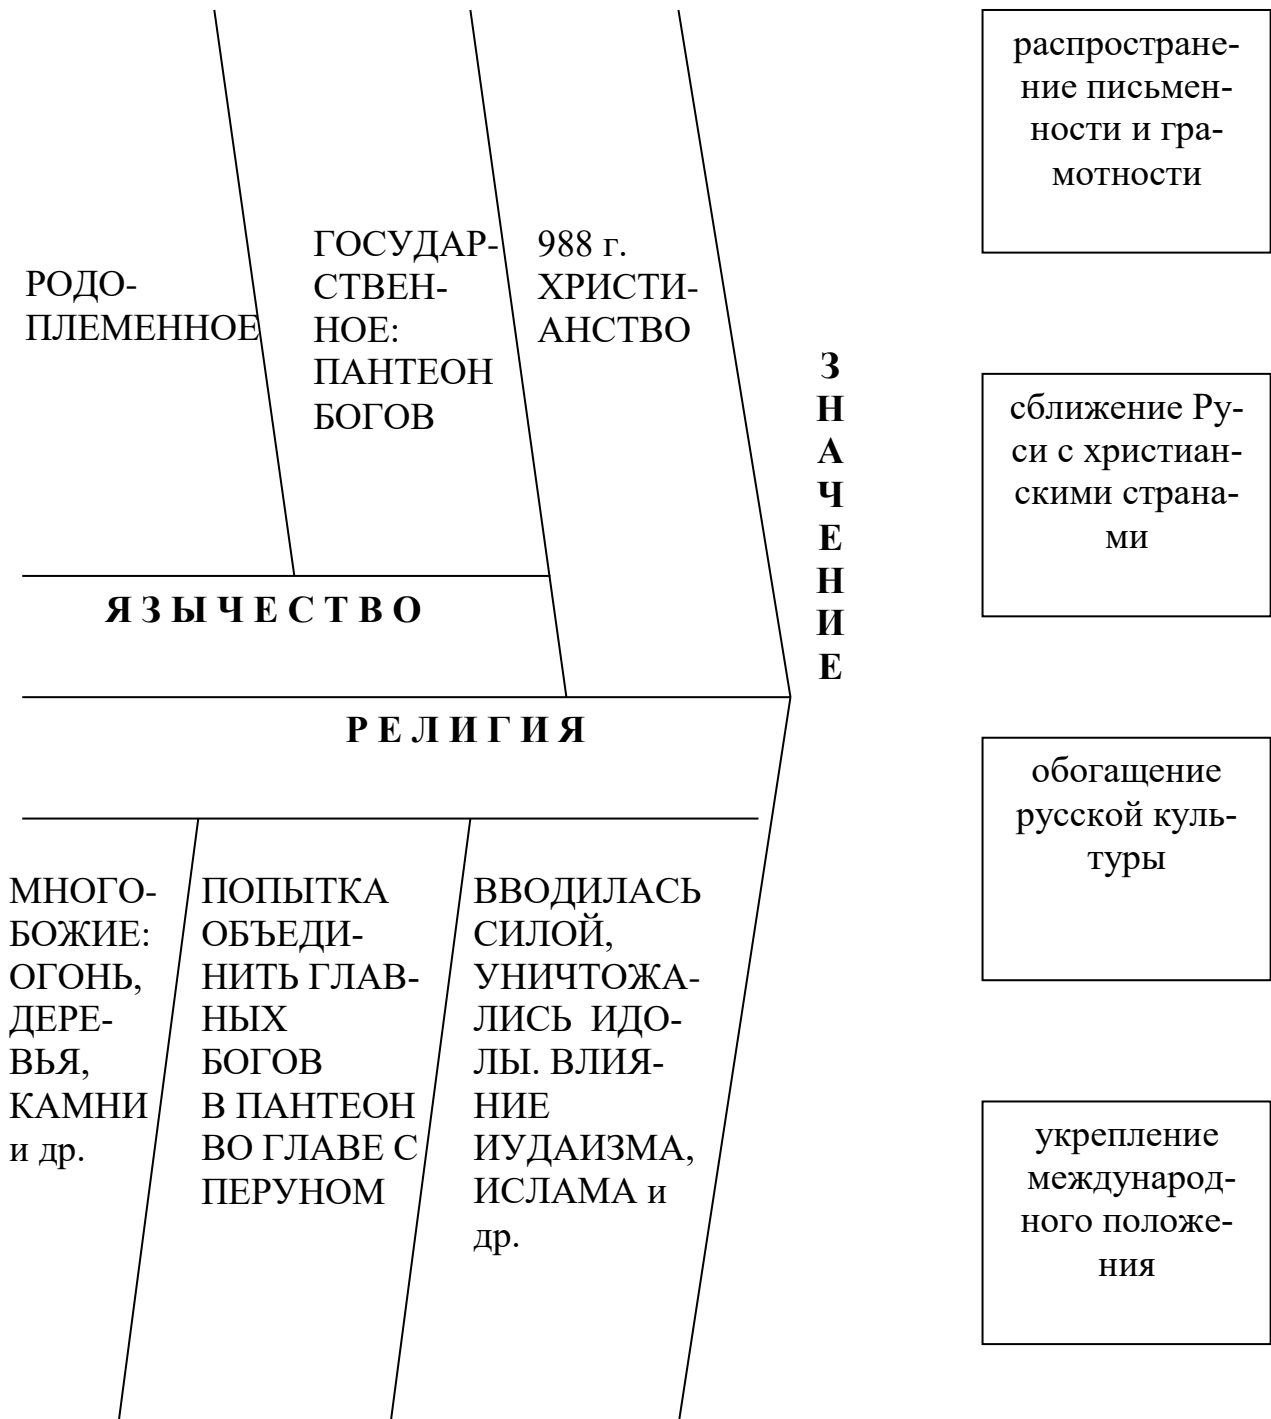 РОДО-
ПЛЕМЕННОЕ
ГОСУДАР-
СТВЕН-
НОЕ:
ПАНТЕОН
БОГОВ
988 г.
ХРИСТИ-
АНСТВО
ЯЗЫЧЕСТВО
РЕЛИГИЯ
МНОГО-
БОЖИЕ:
ОГОНЬ,
ДЕРЕ-
ВЬЯ,
КАМНИ
и др.
ПОПЫТКА
ОБЪЕДИ-
НИТЬ ГЛАВ-
НЫХ
БОГОВ
В ПАНТЕОН
ВО ГЛАВЕ С
ПЕРУНОМ
ВВОДИЛАСЬ
СИЛОЙ,
УНИЧТОЖА-
ЛИСЬ ИДО-
ЛЫ. ВЛИЯ-
НИЕ
ИУДАИЗМА,
ИСЛАМА и
др.
З
Н
А
Ч
Е
Н
И
Е
распростране-
ние письмен-
ности и гра-
мотности
сближение Ру-
си с христиан-
скими страна-
ми
обогащение
русской куль-
туры
укрепление
международ-
ного положе-
ния